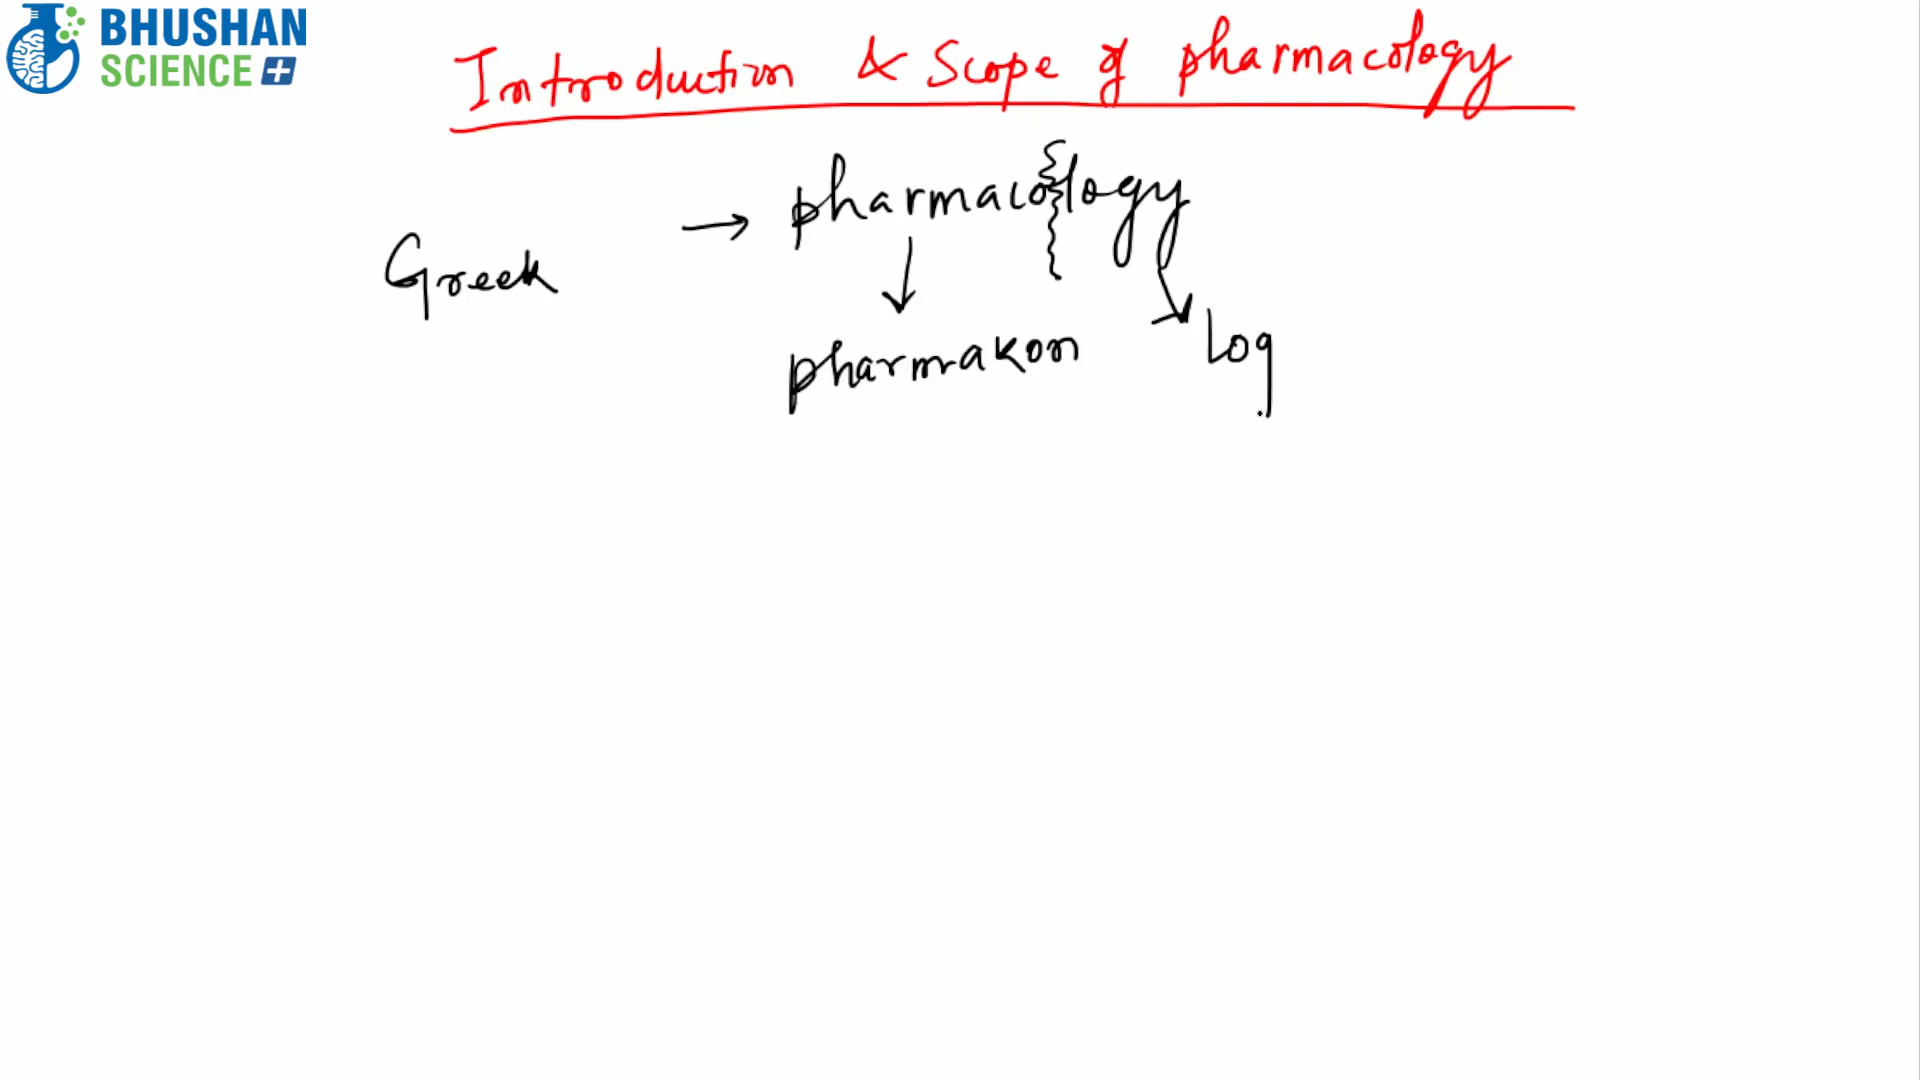 BHUSHAN
SCIENCE
Introduction & Scope of pharmacology
Greek → pharmacology
pharmakon
log